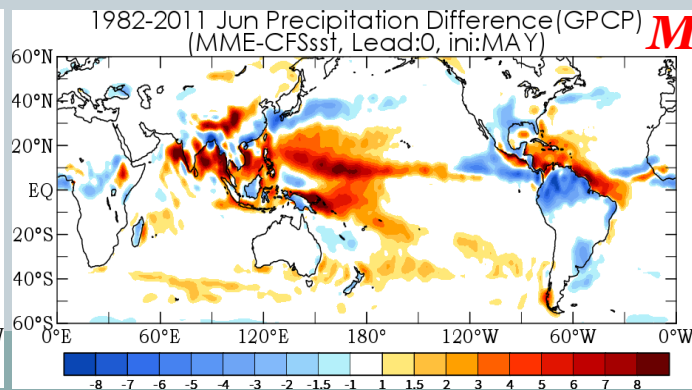 1982-2011 Jun Precipitation Difference(GPCP)
(MME-CFSsst, Lead:0, ini:MAY)
M
60°N
40°N
20°N
EQ
20°S
40°S
60°S
0°E 60°E 120°E 180° 120°W 60°W 0°W
-8 -7 -6 -5 -4 -3 -2 -1.5 -1 1 1.5 2 3 4 5 6 7 8